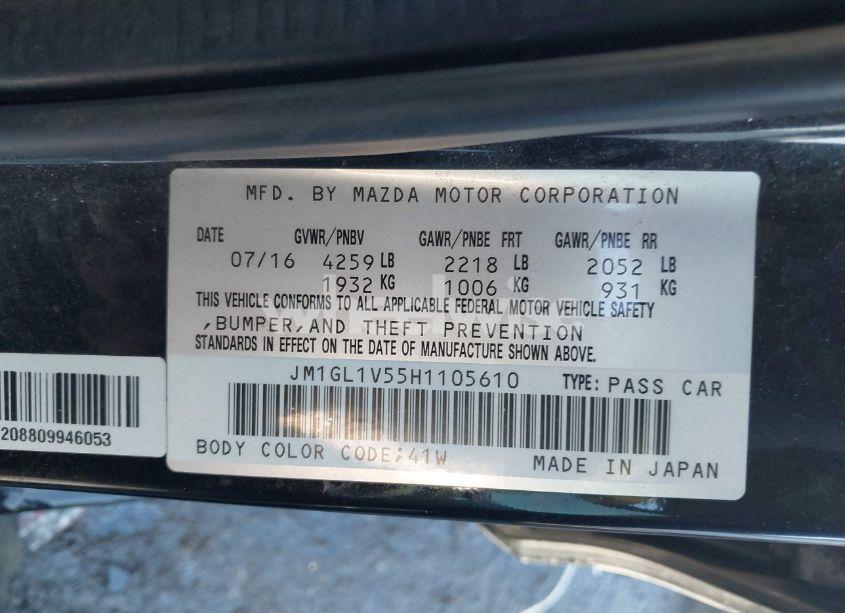 MFD. BY MAZDA MOTOR CORPORATION
DATE GVWR/PNBV GAWR/PNBE FRT GAWR/PNBE RR
07/16 4259 LB 2218 LB 2052 LB
1932 KG 1006 KG 931 KG
THIS VEHICLE CONFORMS TO ALL APPLICABLE FEDERAL MOTOR VEHICLE SAFETY
,BUMPER,AND THEFT PREVENTION
STANDARDS IN EFFECT ON THE DATE OF MANUFACTURE SHOWN ABOVE.
JM1GL1V55H1105610 TYPE: PASS CAR
208809946053
BODY COLOR CODE;41W
MADE IN JAPAN